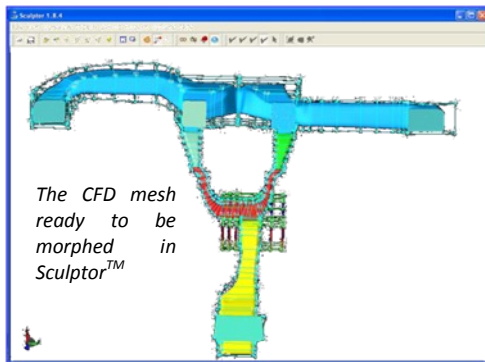 Sculptor 1.8.4
The CFD mesh
ready to be
morphed in
Sculptor™